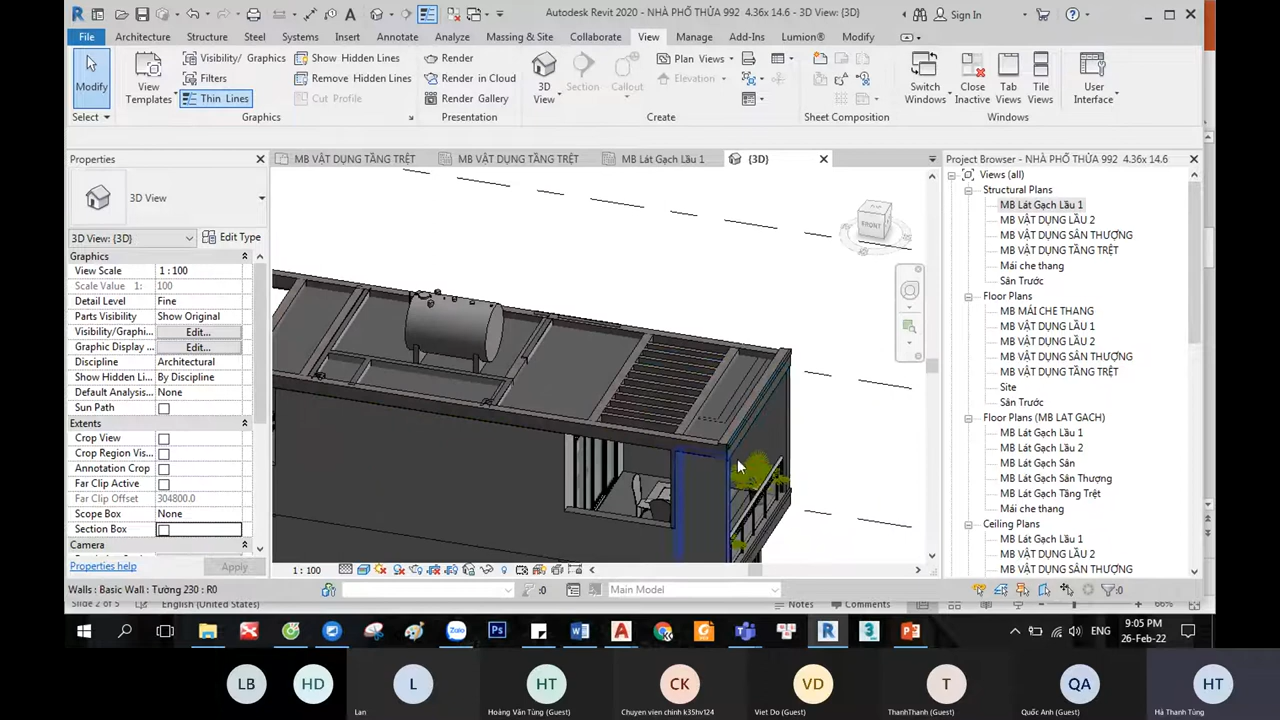 Autodesk Revit 2020 - NHÀ PHỐ THỬA 992 4.36x 14.6 - 3D View: {3D}
Sign In
File Architecture Structure Steel Systems Insert Annotate Analyze Massing & Site Collaborate View Manage Add-Ins Lumion® Modify
Modify
View Templates
Visibility/ Graphics
Filters
Thin Lines
Show Hidden Lines
Remove Hidden Lines
Cut Profile
Render
Render in Cloud
Render Gallery
3D View
Section
Callout
Plan Views
Elevation
Switch Windows
Close Inactive
Tab Views
Tile Views
User Interface
Select
Graphics
Presentation
Create
Sheet Composition
Windows
Properties
MB VẬT DỤNG TẦNG TRỆT
MB VẬT DỤNG TẦNG TRỆT
MB Lát Gạch Lầu 1
{3D}
Project Browser - NHÀ PHỐ THỬA 992 4.36x 14.6
3D View
3D View: {3D}
Edit Type
Graphics
View Scale 1 : 100
Scale Value 1: 100
Detail Level Fine
Parts Visibility Show Original
Visibility/Graphi... Edit...
Graphic Display ... Edit...
Discipline Architectural
Show Hidden Li... By Discipline
Default Analysis... None
Sun Path
Extents
Crop View
Crop Region Vis...
Annotation Crop
Far Clip Active
Far Clip Offset 304800.0
Scope Box None
Section Box
Camera
Properties help
Apply
FRONT
Views (all)
Structural Plans
MB Lát Gạch Lầu 1
MB VẬT DỤNG LẦU 2
MB VẬT DỤNG SÂN THƯỢNG
MB VẬT DỤNG TẦNG TRỆT
Mái che thang
Sân Trước
Floor Plans
MB MÁI CHE THANG
MB VẬT DỤNG LẦU 1
MB VẬT DỤNG LẦU 2
MB VẬT DỤNG SÂN THƯỢNG
MB VẬT DỤNG TẦNG TRỆT
Site
Sân Trước
Floor Plans (MB LAT GACH)
MB Lát Gạch Lầu 1
MB Lát Gạch Lầu 2
MB Lát Gạch Sân
MB Lát Gạch Sân Thượng
MB Lát Gạch Tầng Trệt
Mái che thang
Ceiling Plans
MB Lát Gạch Lầu 1
MB VẬT DỤNG LẦU 2
MB VẬT DỤNG SÂN THƯỢNG
1 : 100
Walls : Basic Wall : Tường 230 : R0
:0
Main Model
:0
Slide 2 of 5
English (United States)
Notes
Comments
66%
ENG
9:05 PM
26-Feb-22
LB
HD
L
HT
CK
VD
T
QA
HT
Lan
Hoàng Văn Tùng (Guest)
Chuyen vien chinh k35hv124
Viet Do (Guest)
ThanhThanh (Guest)
Quốc Anh (Guest)
Hà Thanh Tùng